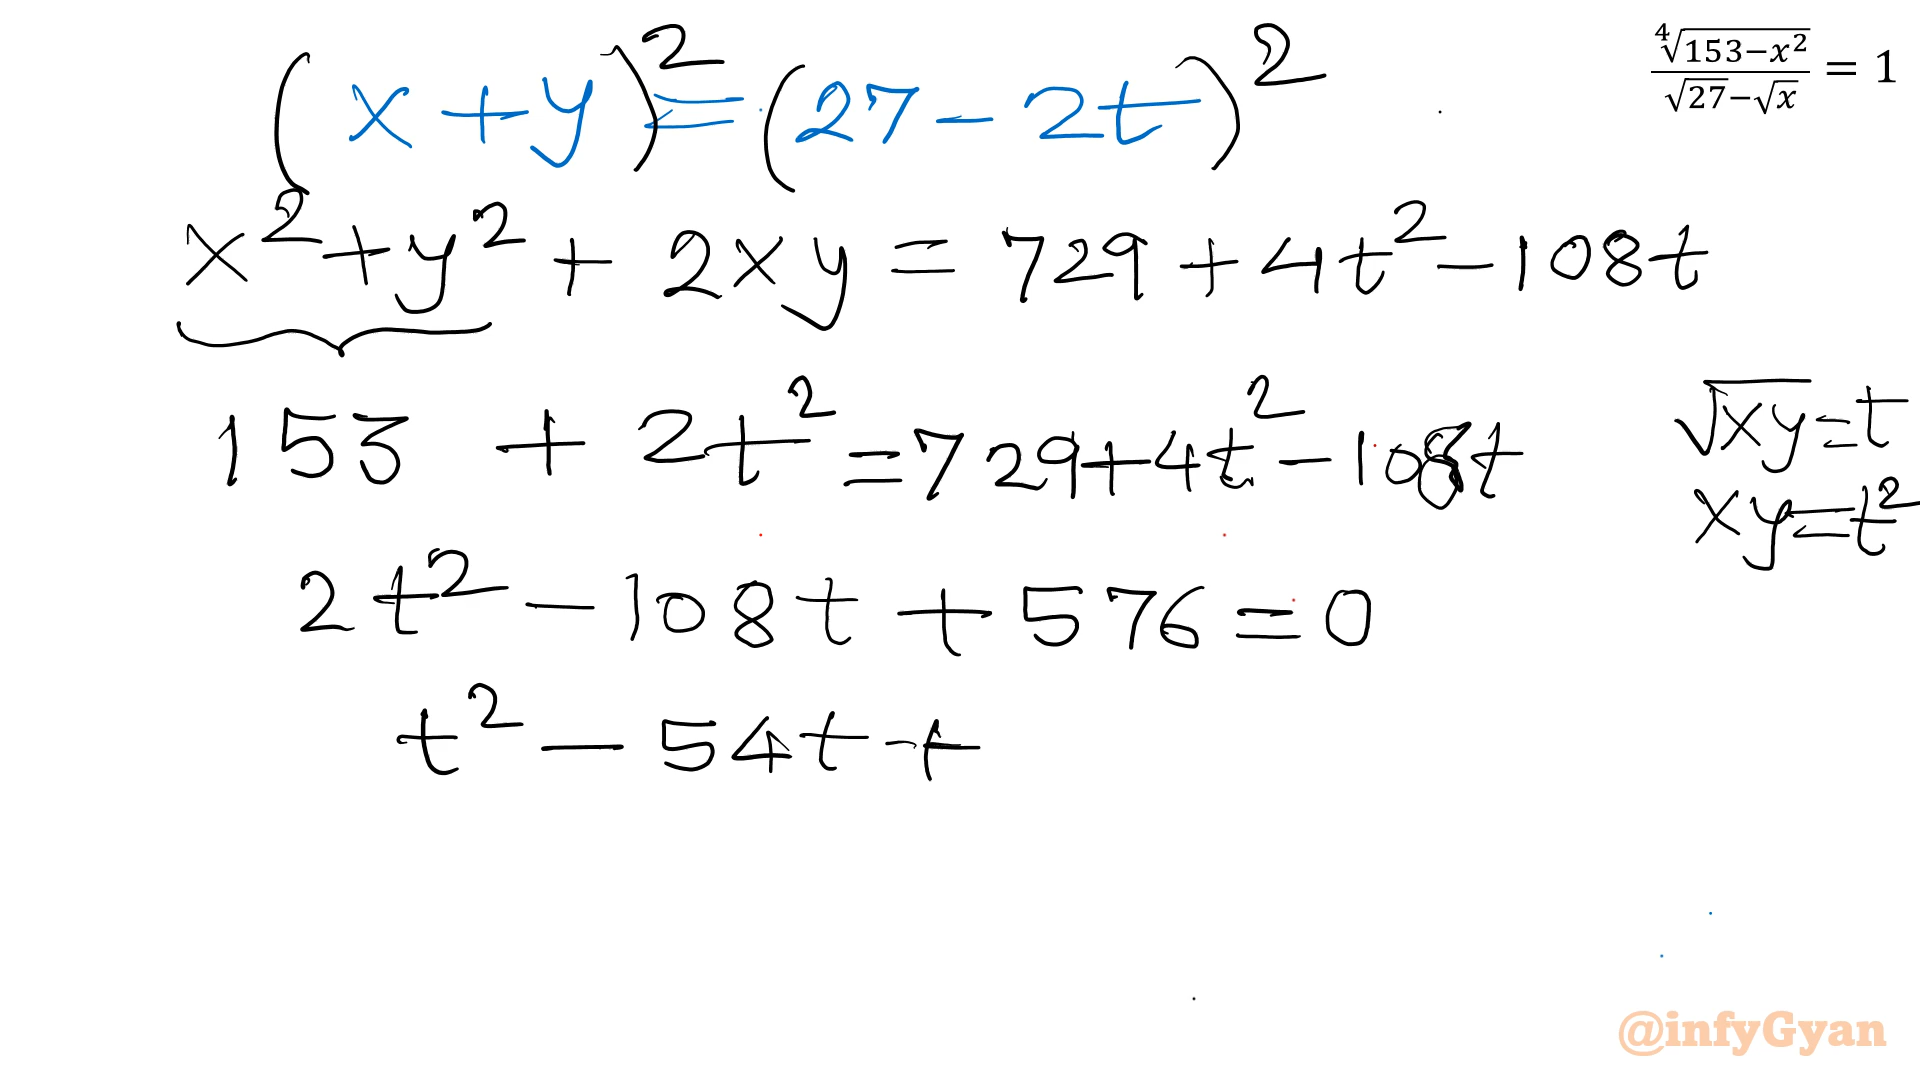 (x+y)²=(27-2t)²
∜(153−x²)/(√27−√x) = 1
x²+y²+2xy=729+4t²-108t
153+2t²=729+4t²-108t
√xy=t
xy=t²
2t²-108t+576=0
t²-54t+
@infyGyan